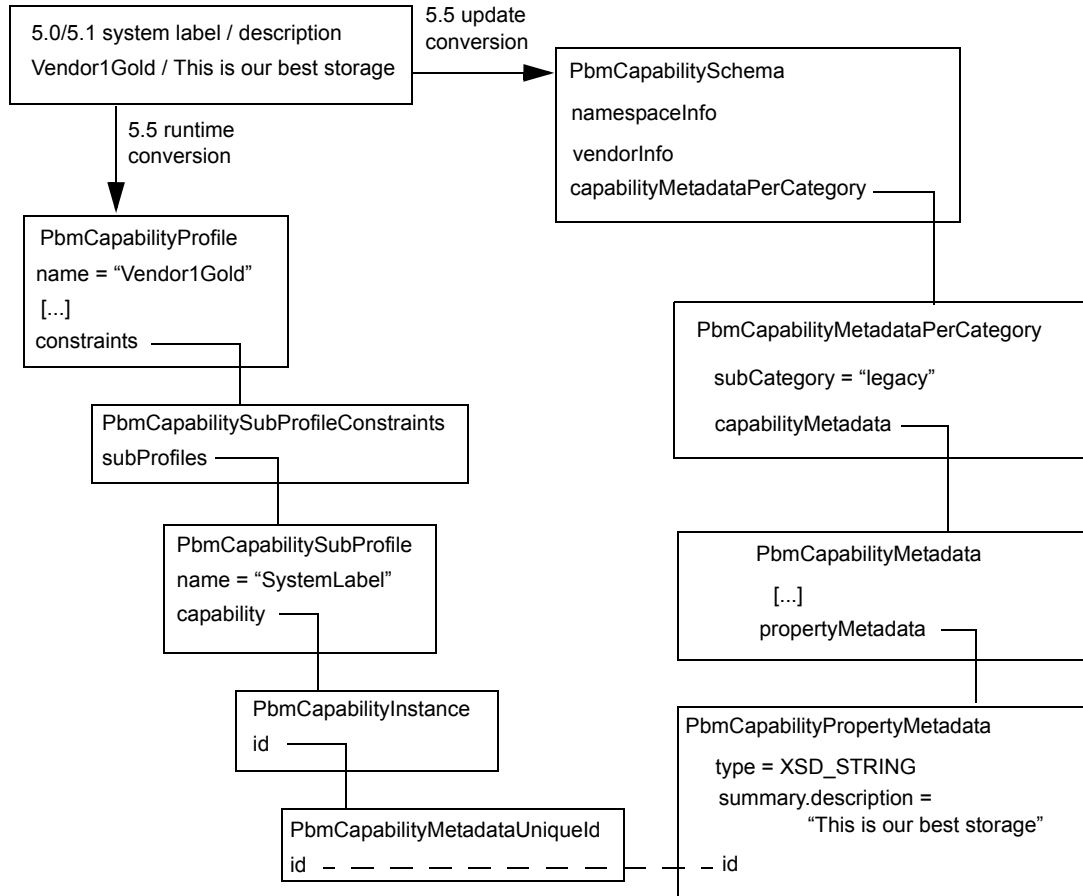 5.0/5.1 system label / description
Vendor1Gold / This is our best storage
5.5 update
conversion
5.5 runtime
conversion
PbmCapabilitySchema
namespaceInfo
vendorInfo
capabilityMetadataPerCategory
PbmCapabilityProfile
name = “Vendor1Gold”
[...]
constraints
PbmCapabilityMetadataPerCategory
subCategory = “legacy”
capabilityMetadata
PbmCapabilitySubProfileConstraints
subProfiles
PbmCapabilitySubProfile
name = “SystemLabel”
capability
PbmCapabilityMetadata
[...]
propertyMetadata
PbmCapabilityInstance
id
PbmCapabilityPropertyMetadata
type = XSD_STRING
summary.description =
“This is our best storage”
id
PbmCapabilityMetadataUniqueId
id